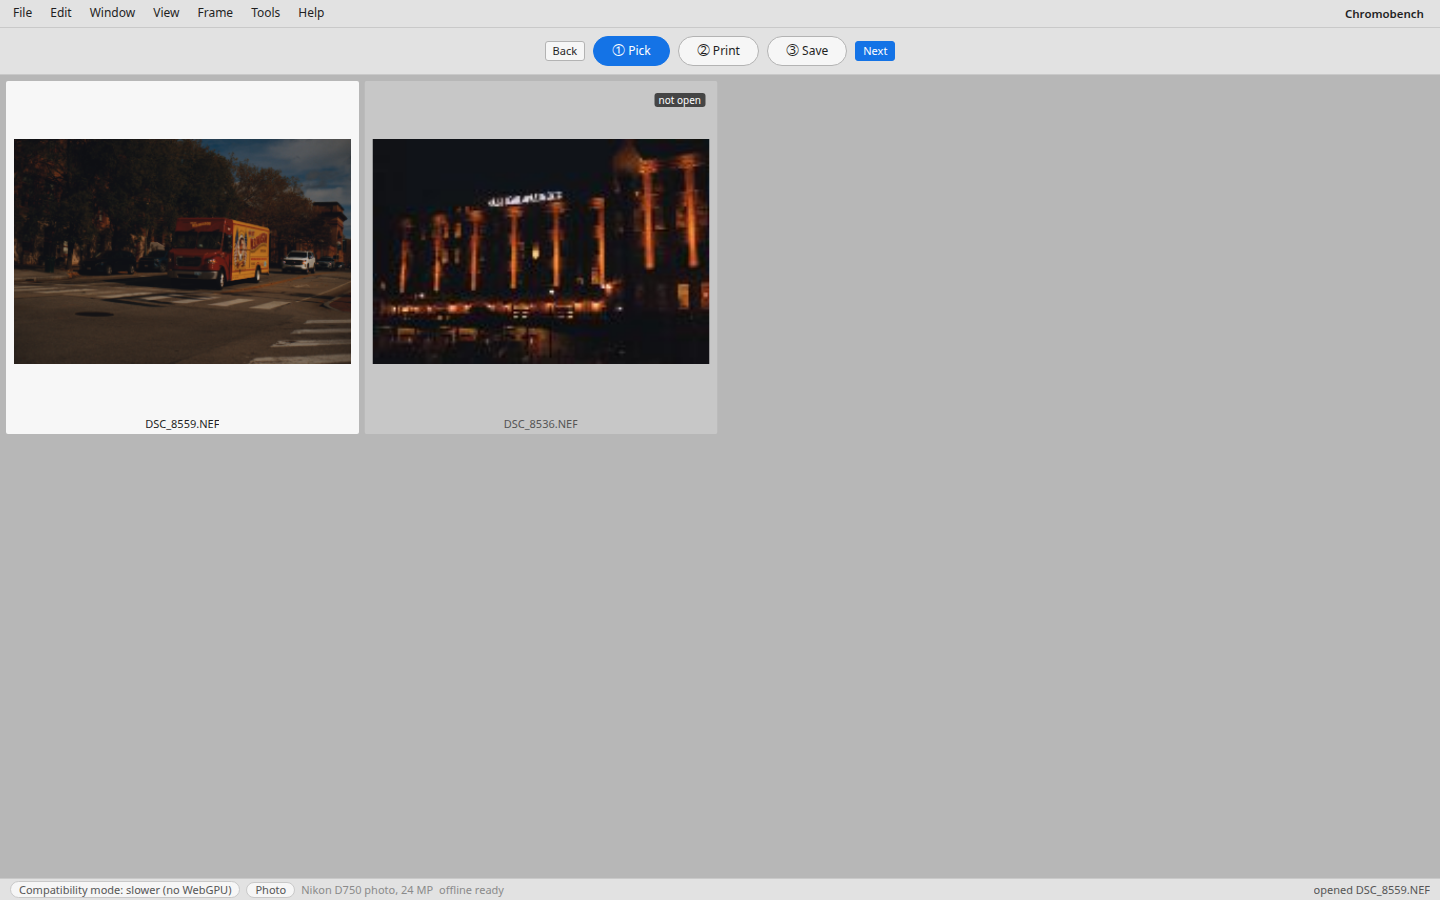 File Edit Window View Frame Tools Help Chromobench
Back ① Pick ② Print ③ Save Next
not open
DSC_8559.NEF DSC_8536.NEF
Compatibility mode: slower (no WebGPU) Photo Nikon D750 photo, 24 MP offline ready opened DSC_8559.NEF